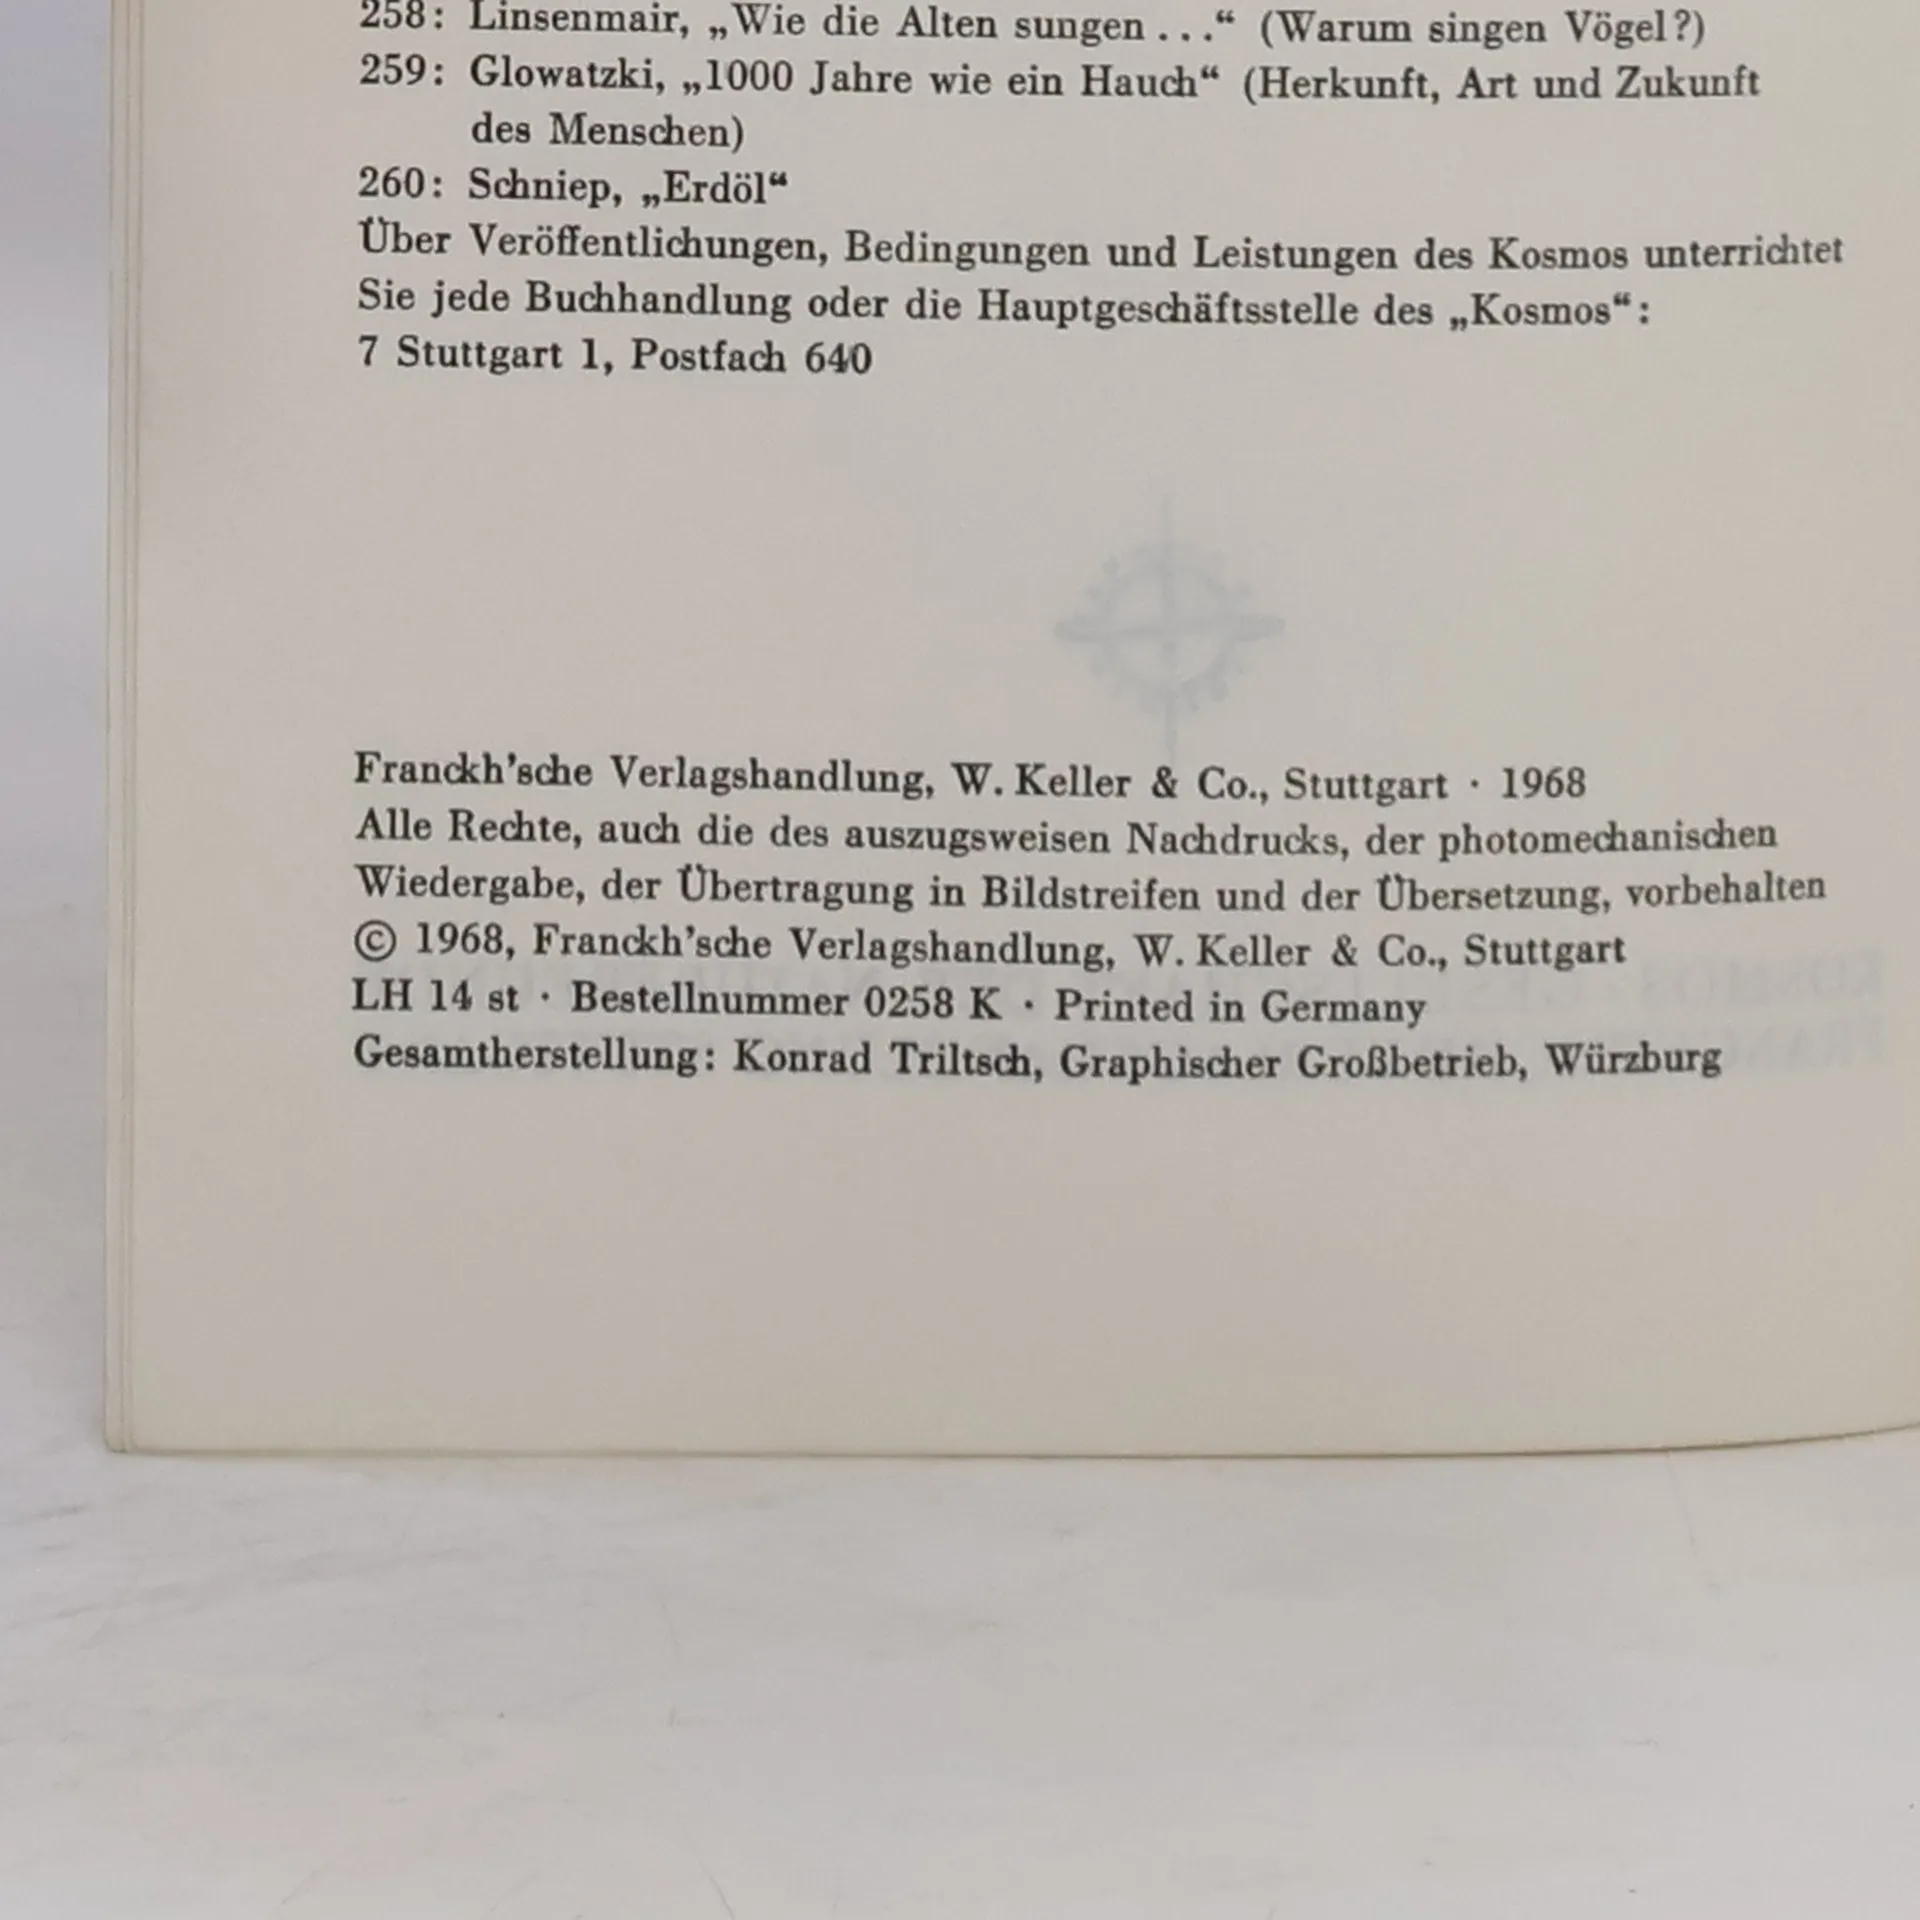 258: Linsenmair, „Wie die Alten sungen . . .“ (Warum singen Vögel?)
259: Glowatzki, „1000 Jahre wie ein Hauch“ (Herkunft, Art und Zukunft
des Menschen)
260: Schniep, „Erdöl“
Über Veröffentlichungen, Bedingungen und Leistungen des Kosmos unterrichtet
Sie jede Buchhandlung oder die Hauptgeschäftsstelle des „Kosmos“:
7 Stuttgart 1, Postfach 640
Franckh’sche Verlagshandlung, W. Keller & Co., Stuttgart · 1968
Alle Rechte, auch die des auszugsweisen Nachdrucks, der photomechanischen
Wiedergabe, der Übertragung in Bildstreifen und der Übersetzung, vorbehalten
© 1968, Franckh’sche Verlagshandlung, W. Keller & Co., Stuttgart
LH 14 st · Bestellnummer 0258 K · Printed in Germany
Gesamtherstellung: Konrad Triltsch, Graphischer Großbetrieb, Würzburg